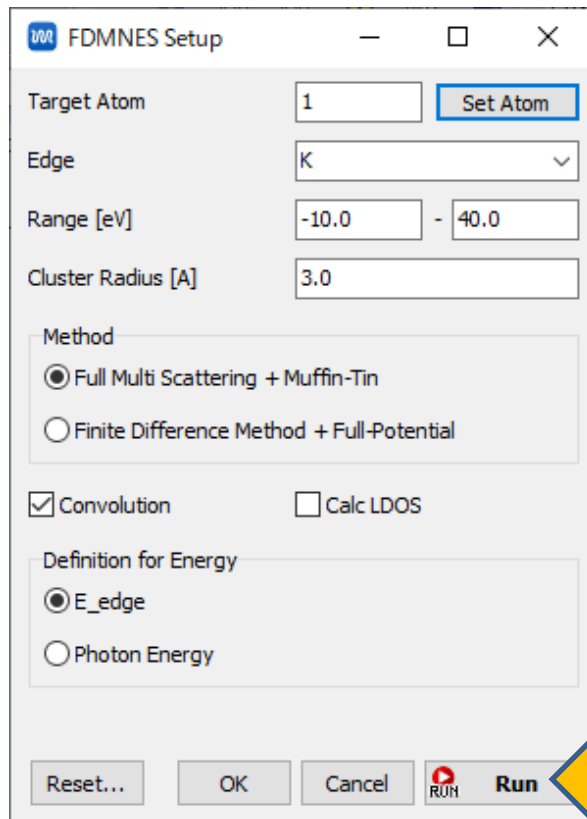 FDMNES Setup
Target Atom 1 Set Atom
Edge K
Range [eV] -10.0 - 40.0
Cluster Radius [A] 3.0
Method
Full Multi Scattering + Muffin-Tin
Finite Difference Method + Full-Potential
Convolution Calc LDOS
Definition for Energy
E_edge
Photon Energy
Reset... OK Cancel RUN Run